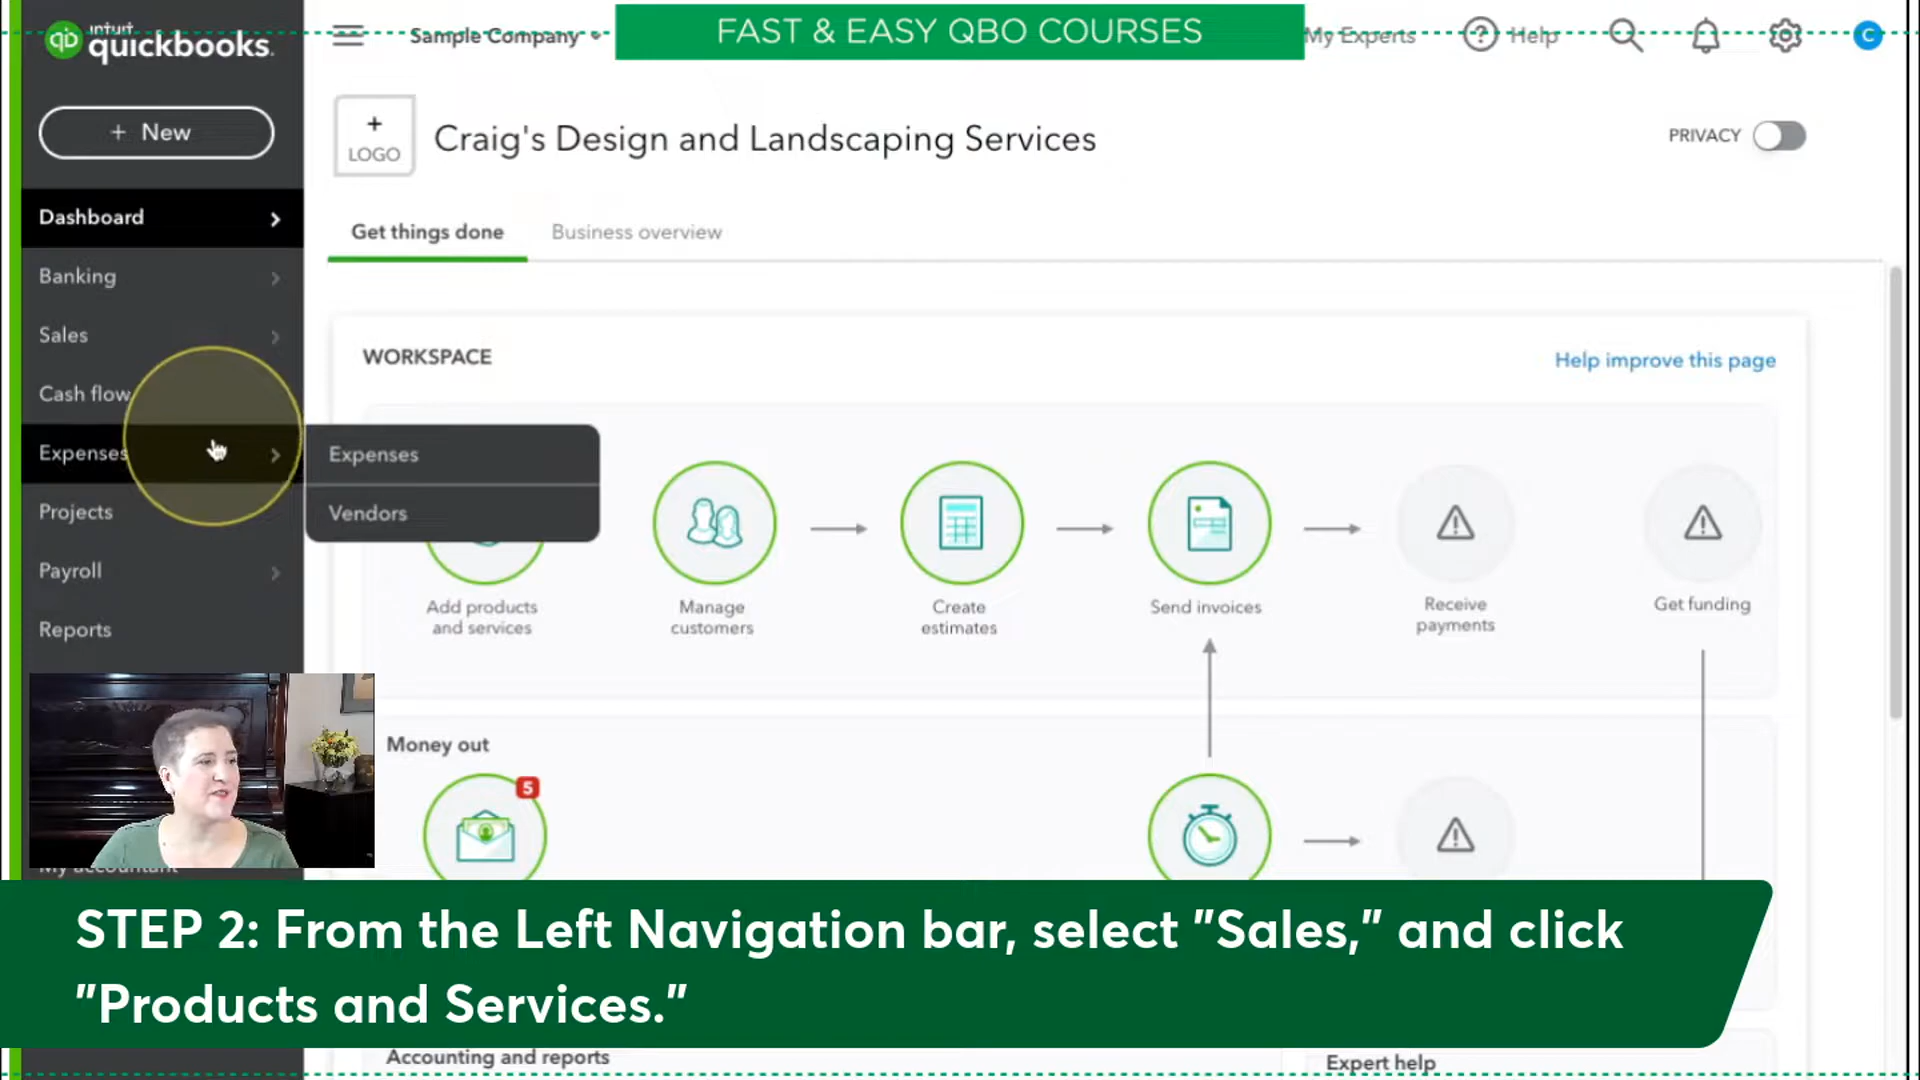 FAST & EASY QBO COURSES
intuit
quickbooks.
Sample Company
My Experts
Help
C
+ New
+
LOGO
Craig's Design and Landscaping Services
PRIVACY
Dashboard
Banking
Sales
Cash flow
Expenses
Projects
Payroll
Reports
My accountant
Expenses
Vendors
Get things done
Business overview
WORKSPACE
Help improve this page
Add products
and services
Manage
customers
Create
estimates
Send invoices
Receive
payments
Get funding
Money out
5
STEP 2: From the Left Navigation bar, select "Sales," and click
"Products and Services."
Accounting and reports
Expert help